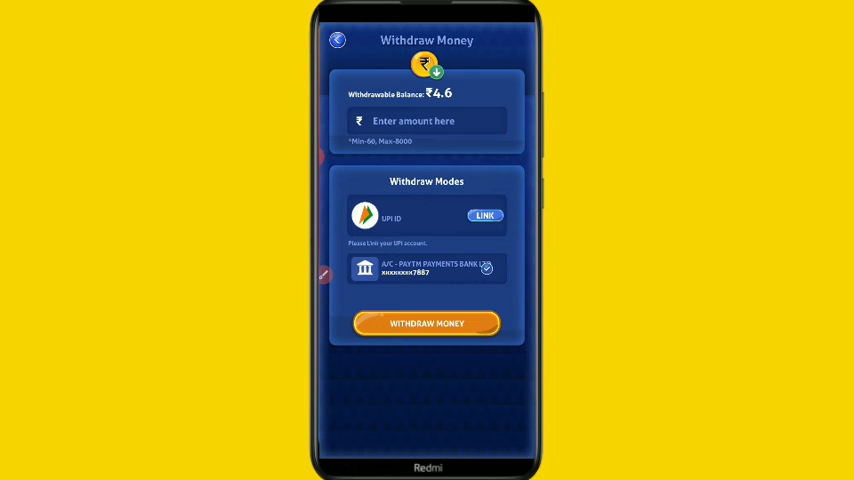 Withdraw Money
Withdrawable Balance: ₹4.6
₹ Enter amount here
*Min-60, Max-8000
Withdraw Modes
UPI ID
LINK
Please Link your UPI account.
A/C - PAYTM PAYMENTS BANK LTD
xxxxxxxx7887
WITHDRAW MONEY
Redmi